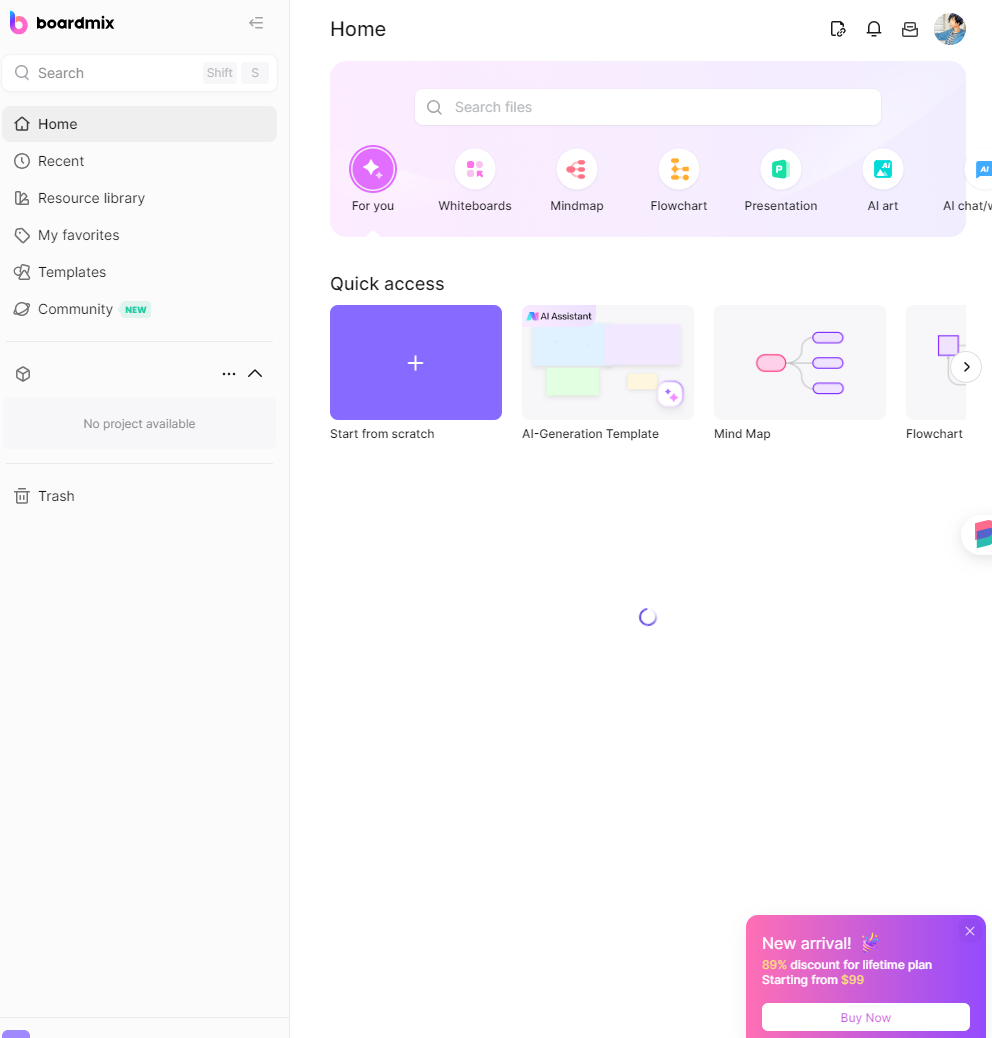 boardmix
Search
Shift
S
Home
Recent
Resource library
My favorites
Templates
Community NEW
No project available
Trash
Home
Search files
For you
Whiteboards
Mindmap
Flowchart
Presentation
AI art
AI chat/w
Quick access
AI Assistant
Start from scratch
AI-Generation Template
Mind Map
Flowchart
New arrival!
89% discount for lifetime plan
Starting from $99
Buy Now